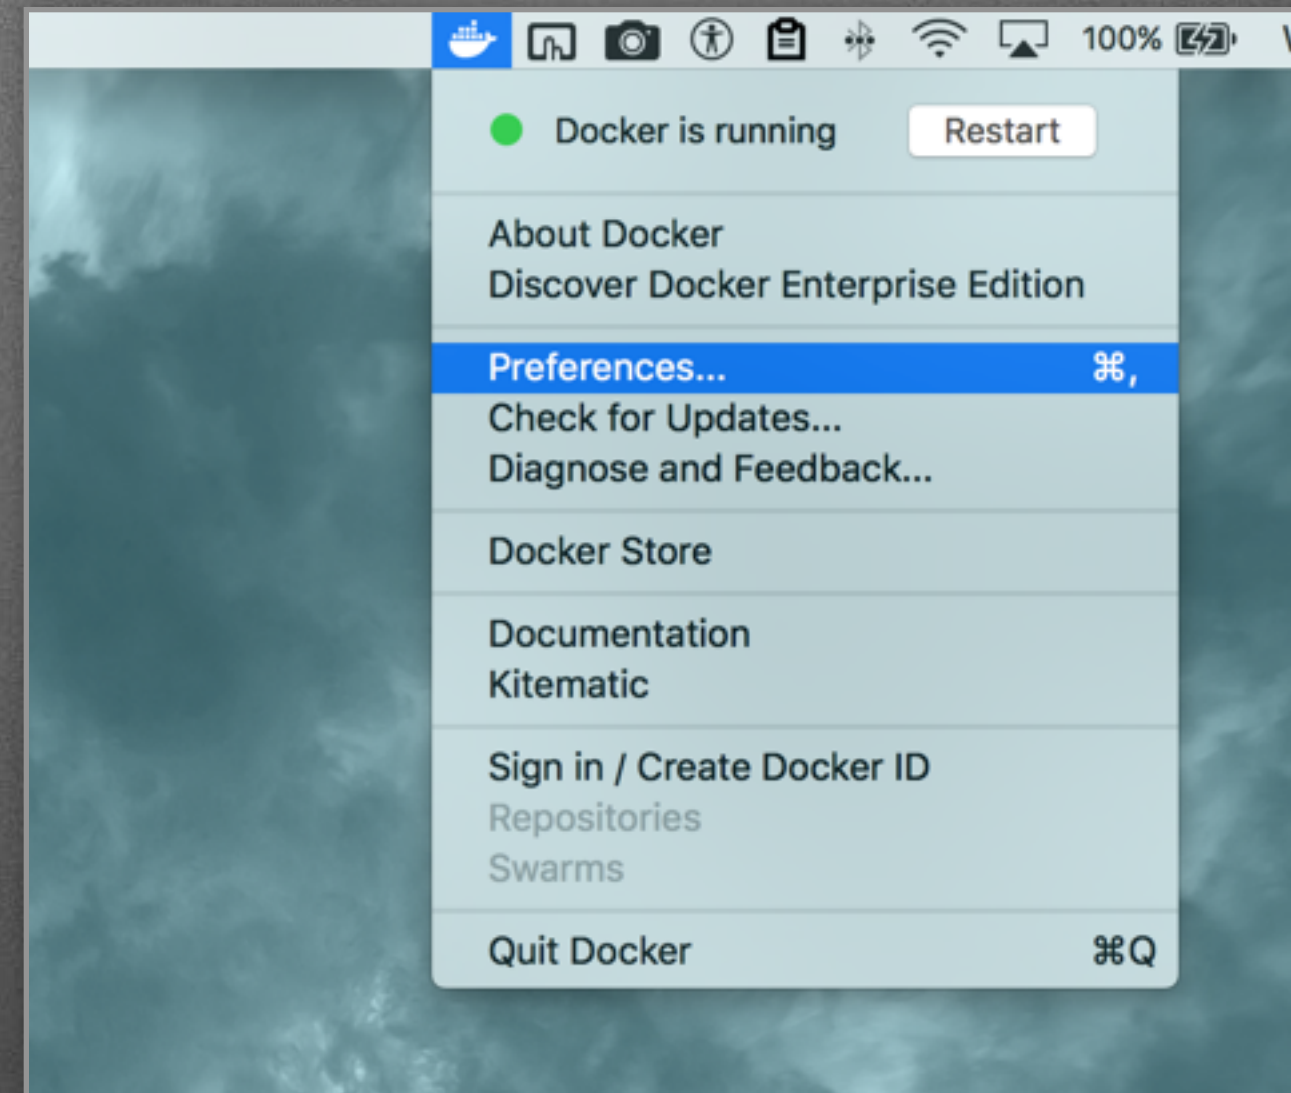 100%
Docker is running Restart
About Docker
Discover Docker Enterprise Edition
Preferences... ⌘,
Check for Updates...
Diagnose and Feedback...
Docker Store
Documentation
Kitematic
Sign in / Create Docker ID
Repositories
Swarms
Quit Docker ⌘Q